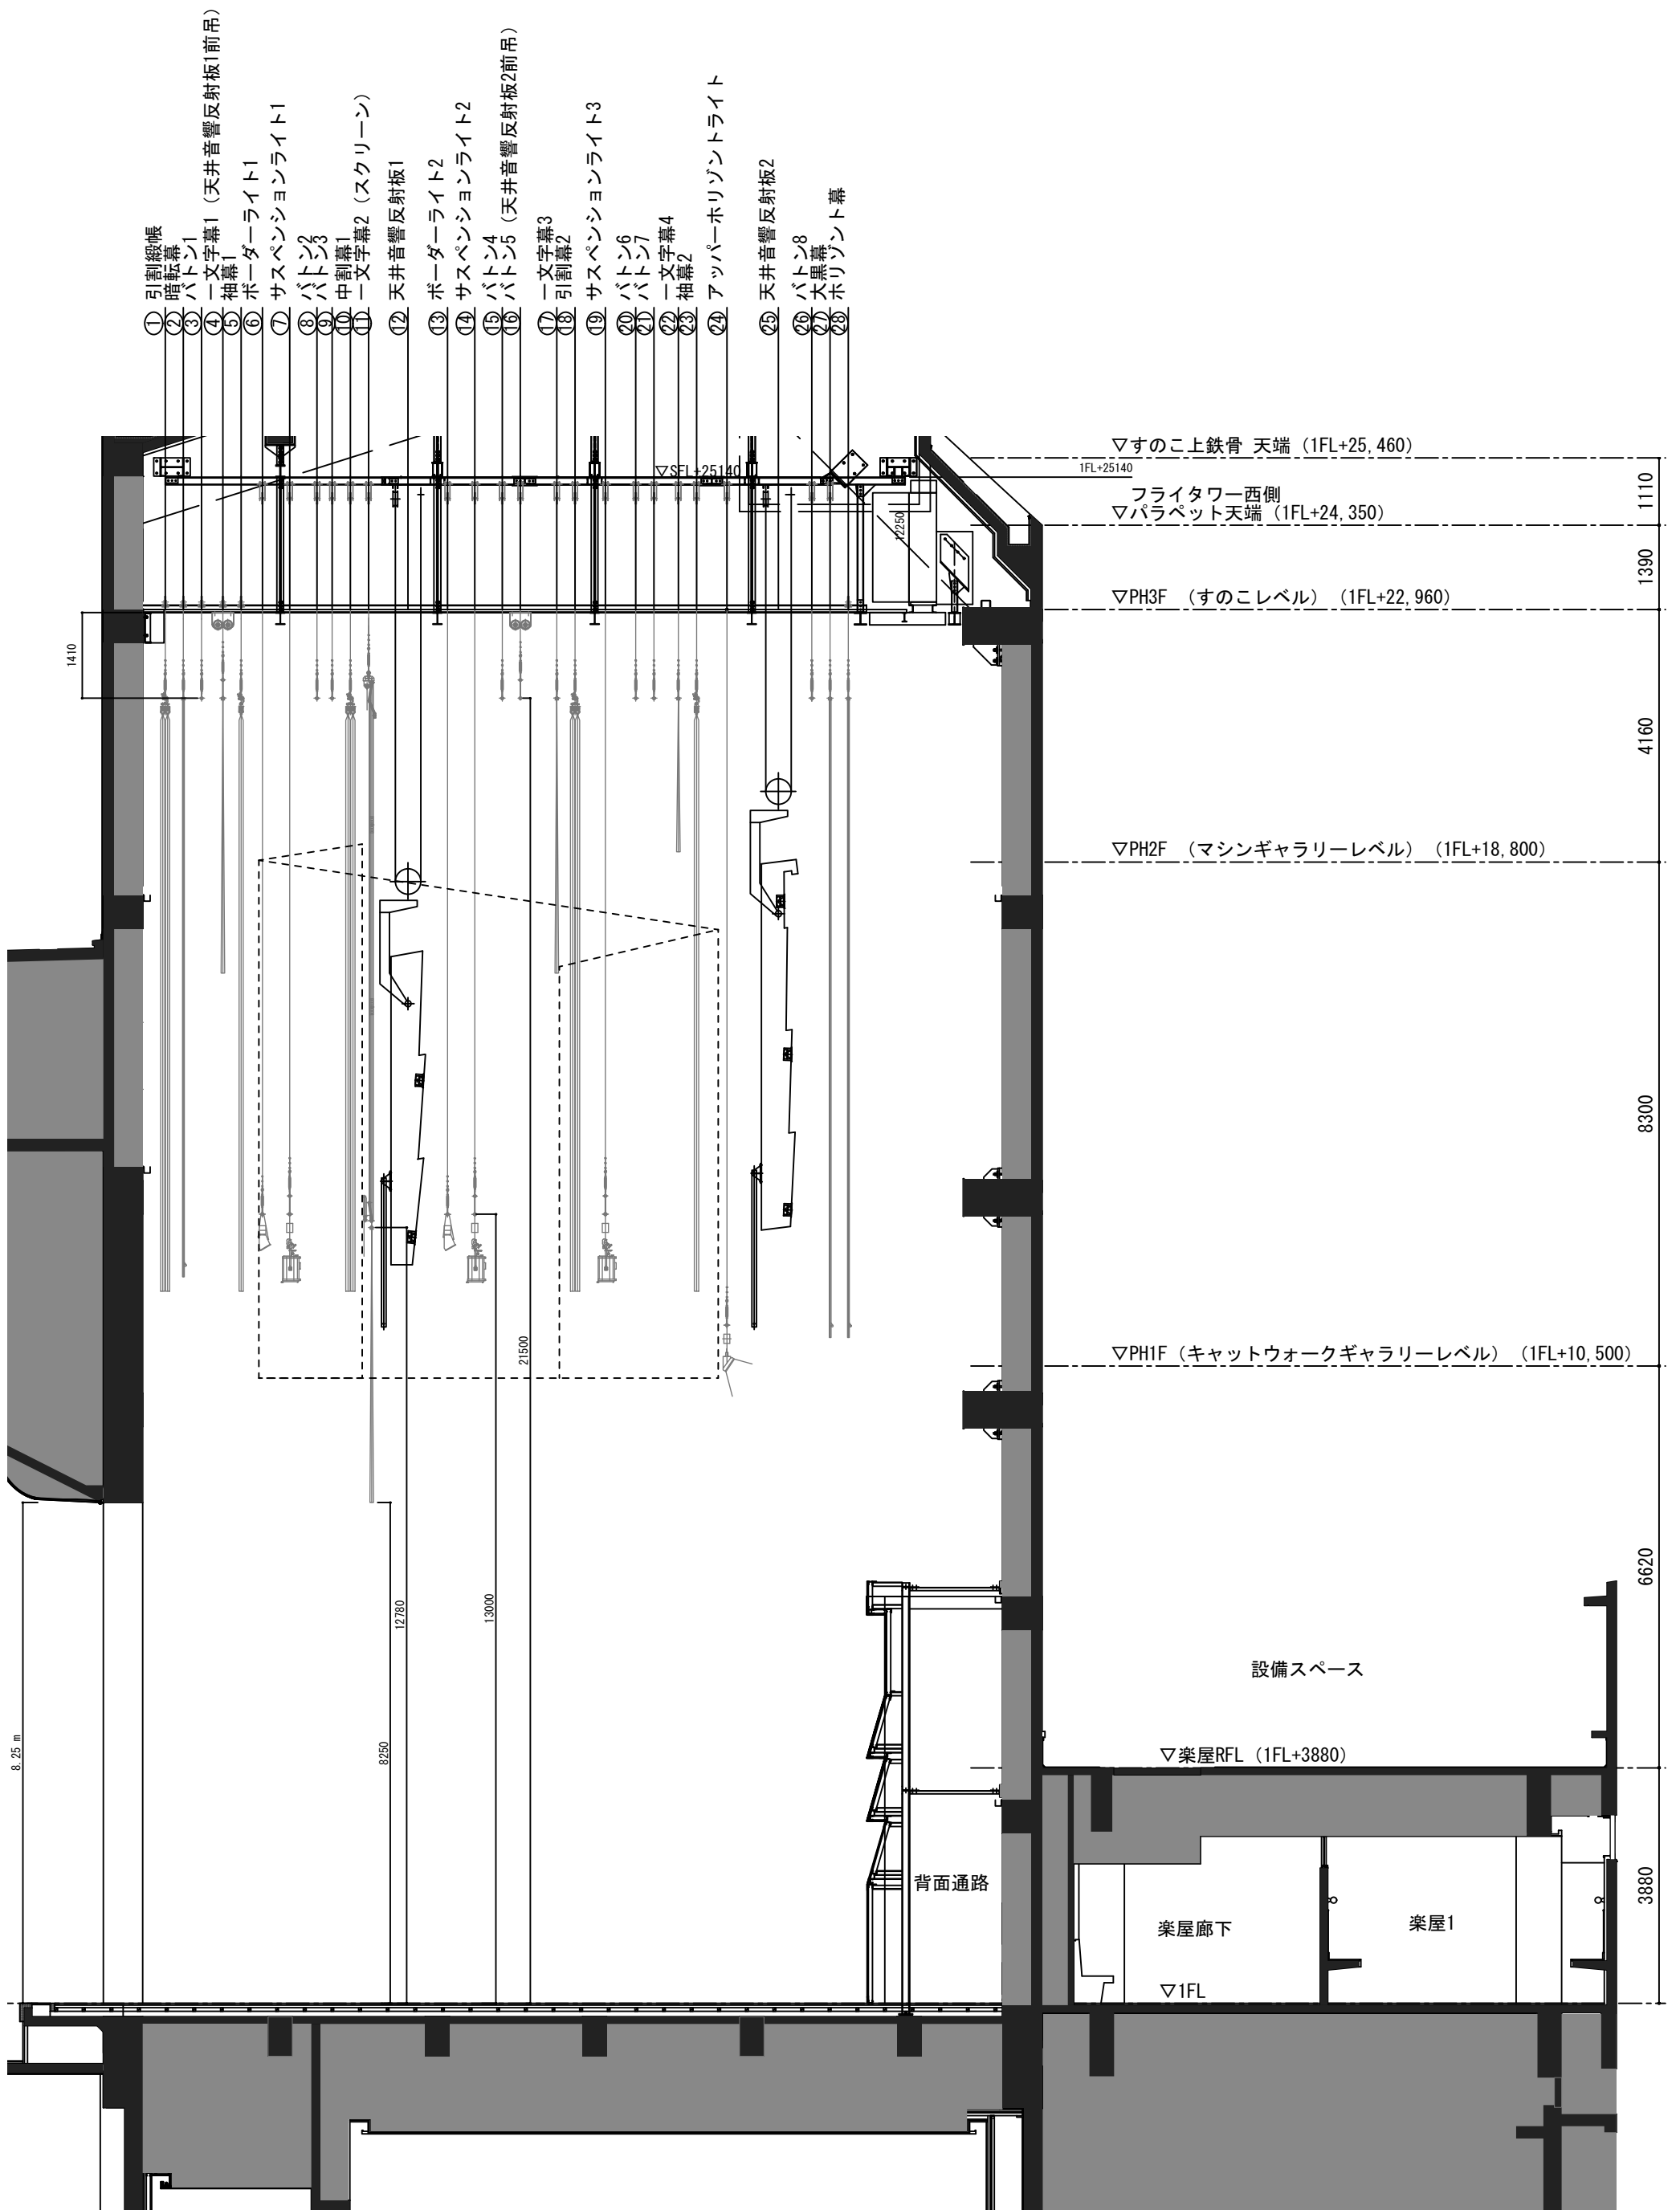 ① 引割緞帳
② 暗転幕
③ バトン1
④ 一文字幕1（天井音響反射板1前吊）
⑤ 袖幕1
⑥ ボーダーライト1
⑦ サスペンションライト1
⑧ バトン2
⑨ バトン3
⑩ 中割幕1
⑪ 一文字幕2（スクリーン）
⑫ 天井音響反射板1
⑬ ボーダーライト2
⑭ サスペンションライト2
⑮ バトン4
⑯ バトン5（天井音響反射板2前吊）
⑰ 一文字幕3
⑱ 引割幕2
⑲ サスペンションライト3
⑳ バトン6
㉑ バトン7
㉒ 一文字幕4
㉓ 袖幕2
㉔ アッパーホリゾントライト
㉕ 天井音響反射板2
㉖ バトン8
㉗ 大黒幕
㉘ ホリゾント幕
▽すのこ上鉄骨 天端（1FL+25,460）
▽SFL+25140
1FL+25140
1110
フライタワー西側
▽パラペット天端（1FL+24,350）
12250
1390
▽PH3F （すのこレベル）（1FL+22,960）
1410
4160
▽PH2F （マシンギャラリーレベル）（1FL+18,800）
8300
21500
▽PH1F（キャットウォークギャラリーレベル）（1FL+10,500）
6620
12780
13000
設備スペース
8.25 m
8250
▽楽屋RFL（1FL+3880）
背面通路
3880
楽屋廊下
楽屋1
▽1FL